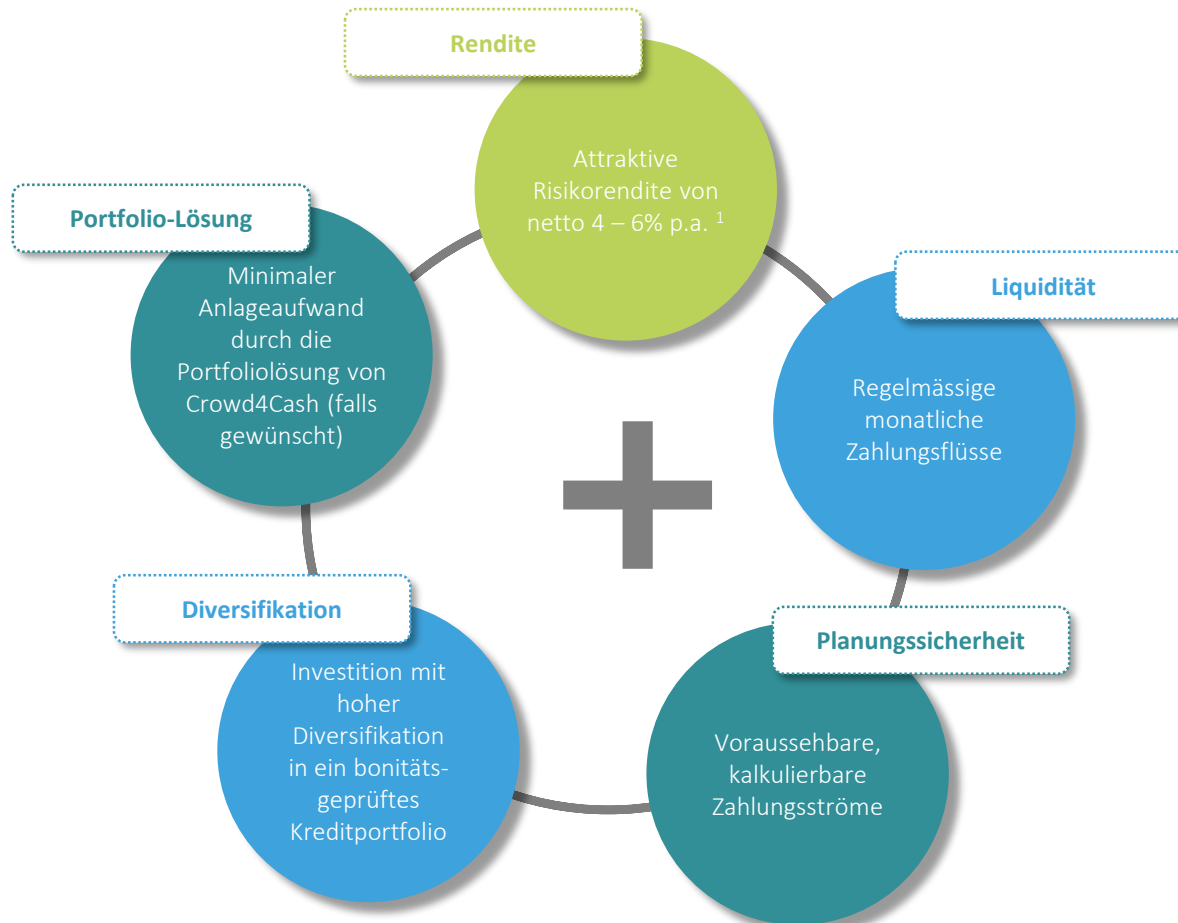 Rendite
Attraktive
Risikorendite von
netto 4 – 6% p.a. ¹
Portfolio-Lösung
Minimaler
Anlageaufwand
durch die
Portfoliolösung von
Crowd4Cash (falls
gewünscht)
Liquidität
Regelmässige
monatliche
Zahlungsflüsse
Diversifikation
Investition mit
hoher
Diversifikation
in ein bonitäts-
geprüftes
Kreditportfolio
Planungssicherheit
Voraussehbare,
kalkulierbare
Zahlungsströme